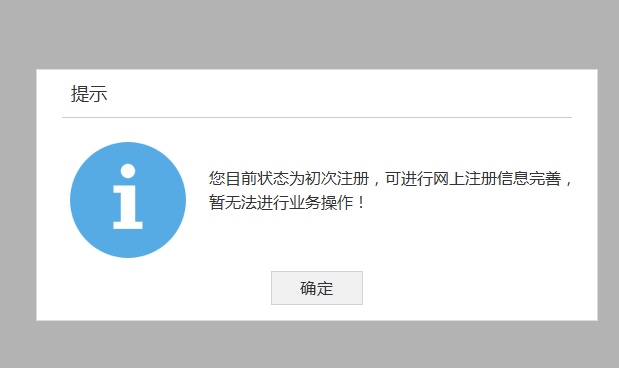 提示
您目前状态为初次注册，可进行网上注册信息完善，
暂无法进行业务操作！
确定